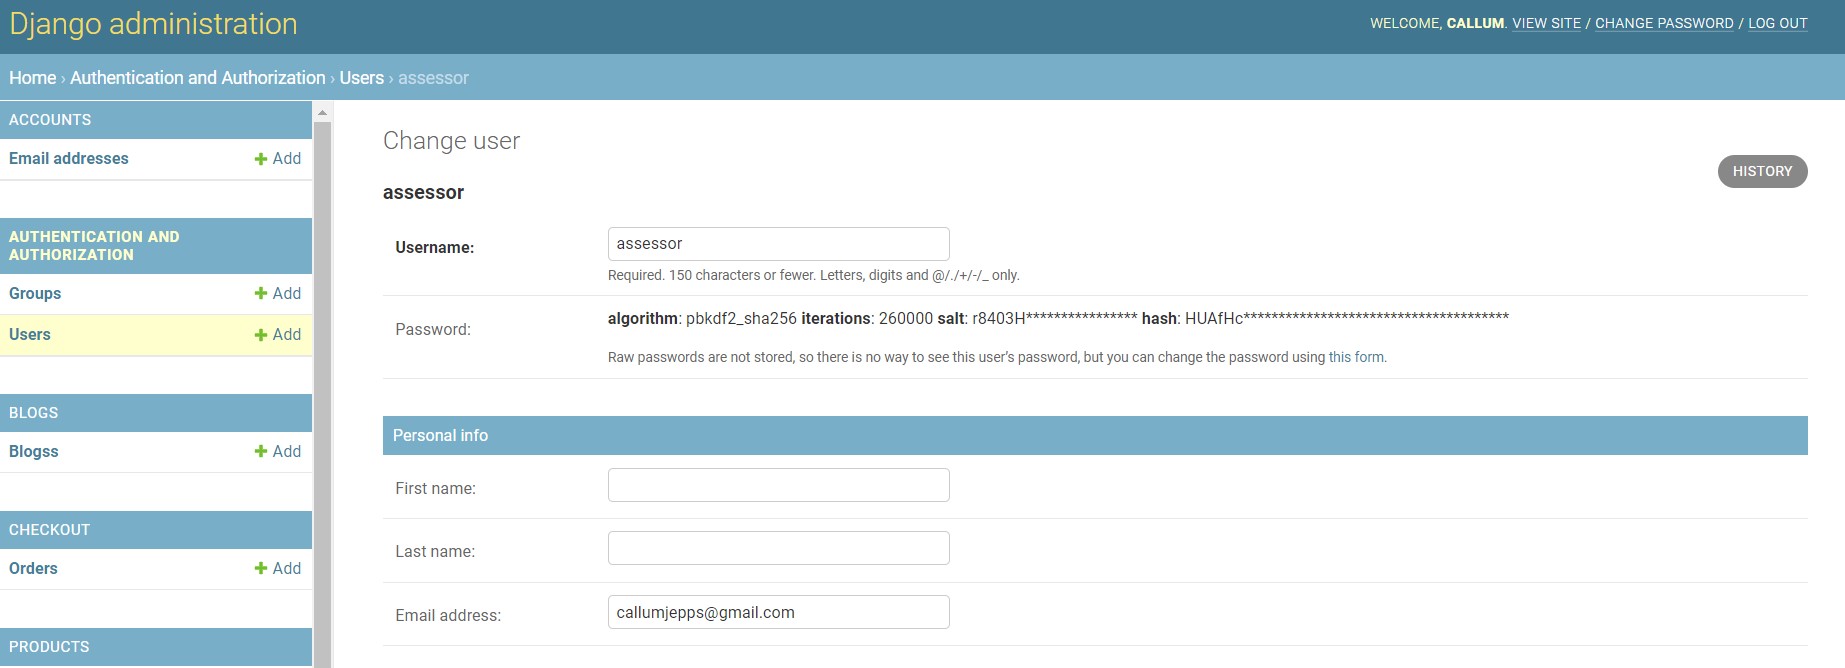 Django administration
WELCOME, CALLUM. VIEW SITE / CHANGE PASSWORD / LOG OUT
Home › Authentication and Authorization › Users › assessor
ACCOUNTS
Email addresses Add
AUTHENTICATION AND
AUTHORIZATION
Groups Add
Users Add
BLOGS
Blogss Add
CHECKOUT
Orders Add
PRODUCTS
Change user
HISTORY
assessor
Username: assessor
Required. 150 characters or fewer. Letters, digits and @/./+/-/_ only.
Password: algorithm: pbkdf2_sha256 iterations: 260000 salt: r8403H**************** hash: HUAfHc**************************************
Raw passwords are not stored, so there is no way to see this user’s password, but you can change the password using this form.
Personal info
First name:
Last name:
Email address: callumjepps@gmail.com